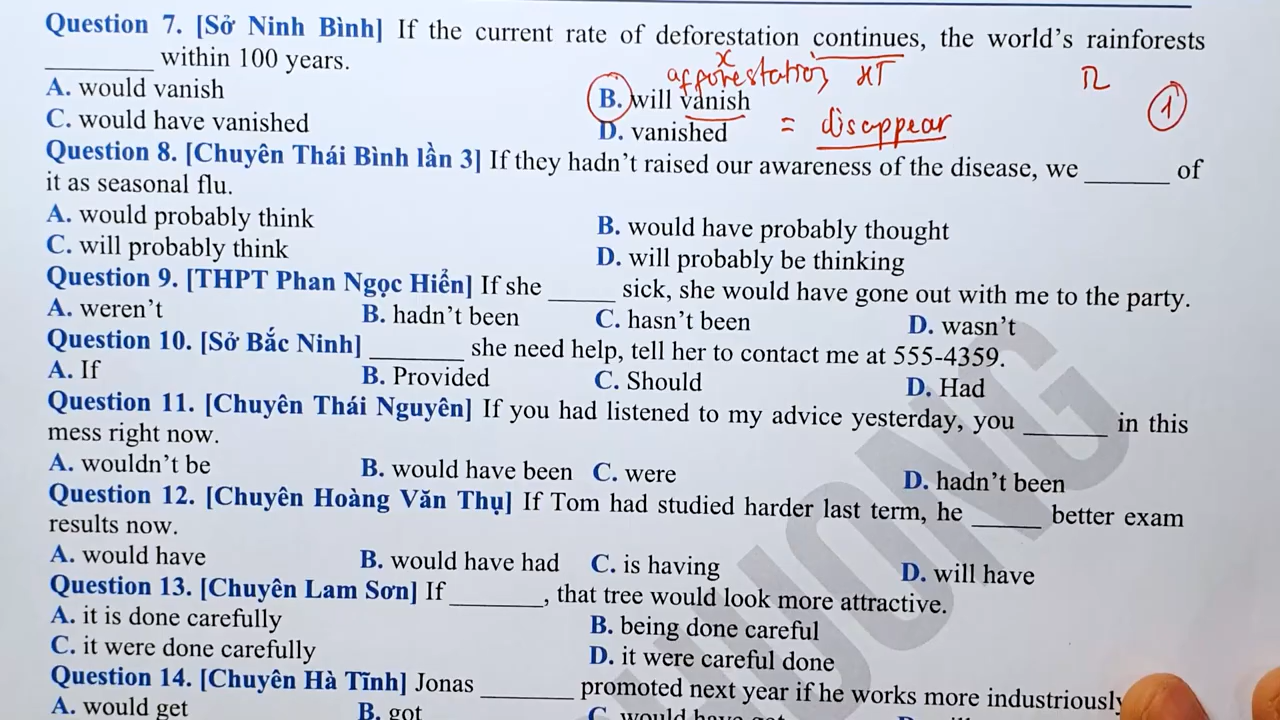 Question 7. [Sở Ninh Bình] If the current rate of deforestation continues, the world's rainforests
_________ within 100 years.
x
afforestation HT
A. would vanish B. will vanish
①
C. would have vanished D. vanished = disappear
Question 8. [Chuyên Thái Bình lần 3] If they hadn't raised our awareness of the disease, we _______ of
it as seasonal flu.
A. would probably think B. would have probably thought
C. will probably think D. will probably be thinking
Question 9. [THPT Phan Ngọc Hiển] If she ______ sick, she would have gone out with me to the party.
A. weren't B. hadn't been C. hasn't been D. wasn't
Question 10. [Sở Bắc Ninh] ________ she need help, tell her to contact me at 555-4359.
A. If B. Provided C. Should D. Had
Question 11. [Chuyên Thái Nguyên] If you had listened to my advice yesterday, you _______ in this
mess right now.
A. wouldn't be B. would have been C. were D. hadn't been
Question 12. [Chuyên Hoàng Văn Thụ] If Tom had studied harder last term, he ______ better exam
results now.
A. would have B. would have had C. is having D. will have
Question 13. [Chuyên Lam Sơn] If ________, that tree would look more attractive.
A. it is done carefully B. being done careful
C. it were done carefully D. it were careful done
Question 14. [Chuyên Hà Tĩnh] Jonas ________ promoted next year if he works more industriously
A. would get B. got C. would have got
HUONG